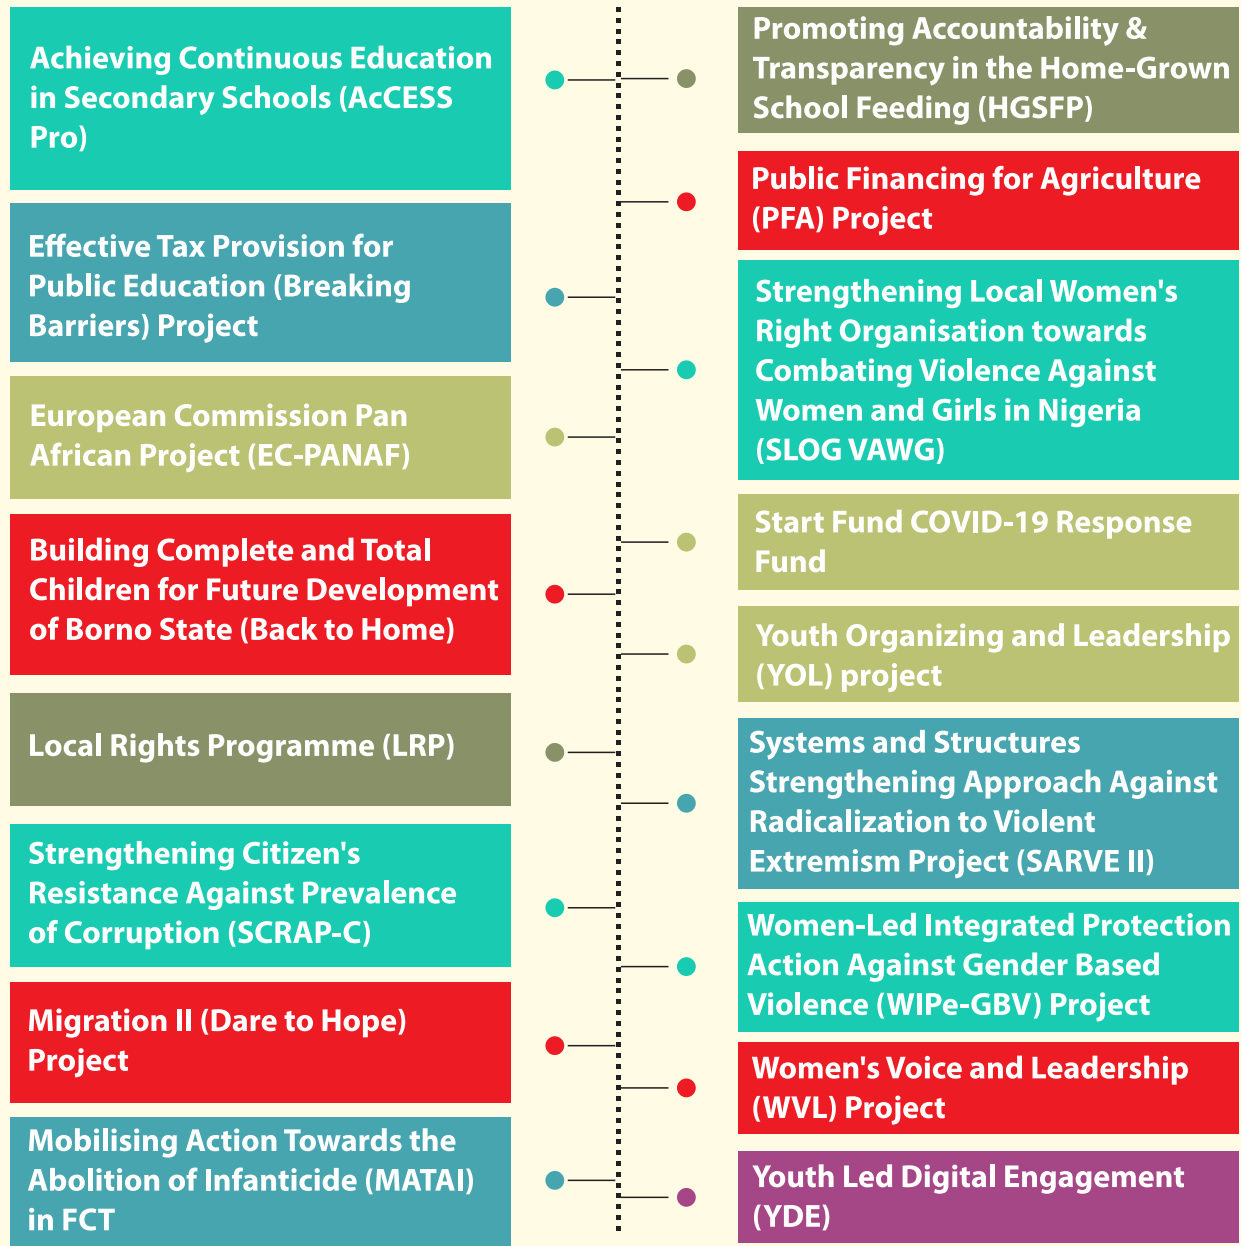 Achieving Continuous Education
in Secondary Schools (AcCESS
Pro)
Effective Tax Provision for
Public Education (Breaking
Barriers) Project
European Commission Pan
African Project (EC-PANAF)
Building Complete and Total
Children for Future Development
of Borno State (Back to Home)
Local Rights Programme (LRP)
Strengthening Citizen's
Resistance Against Prevalence
of Corruption (SCRAP-C)
Migration II (Dare to Hope)
Project
Mobilising Action Towards the
Abolition of Infanticide (MATAI)
in FCT
Promoting Accountability &
Transparency in the Home-Grown
School Feeding (HGSFP)
Public Financing for Agriculture
(PFA) Project
Strengthening Local Women's
Right Organisation towards
Combating Violence Against
Women and Girls in Nigeria
(SLOG VAWG)
Start Fund COVID-19 Response
Fund
Youth Organizing and Leadership
(YOL) project
Systems and Structures
Strengthening Approach Against
Radicalization to Violent
Extremism Project (SARVE II)
Women-Led Integrated Protection
Action Against Gender Based
Violence (WIPe-GBV) Project
Women's Voice and Leadership
(WVL) Project
Youth Led Digital Engagement
(YDE)